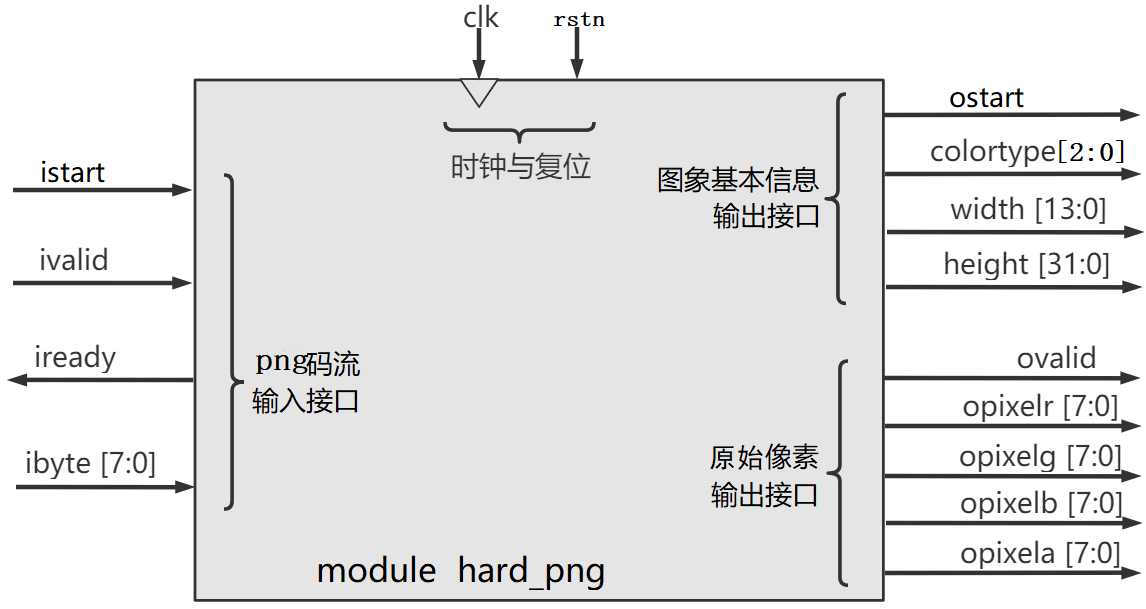 clk
rstn
时钟与复位
istart
ivalid
iready
ibyte [7:0]
png码流
输入接口
图象基本信息
输出接口
ostart
colortype[2:0]
width [13:0]
height [31:0]
原始像素
输出接口
ovalid
opixelr [7:0]
opixelg [7:0]
opixelb [7:0]
opixela [7:0]
module hard_png